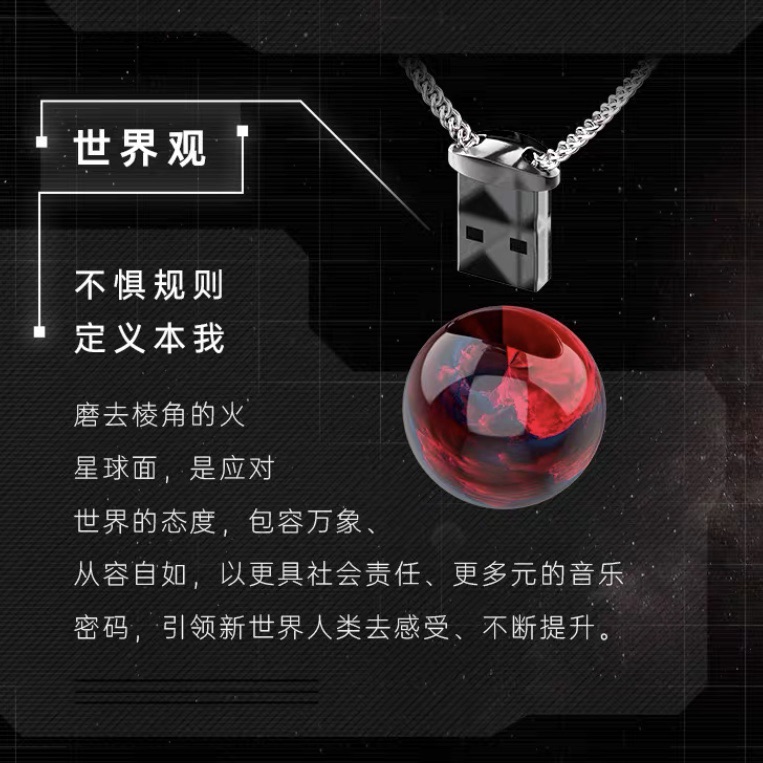 世界观
不惧规则
定义本我
磨去棱角的火
星球面，是应对
世界的态度，包容万象、
从容自如，以更具社会责任、更多元的音乐
密码，引领新世界人类去感受、不断提升。